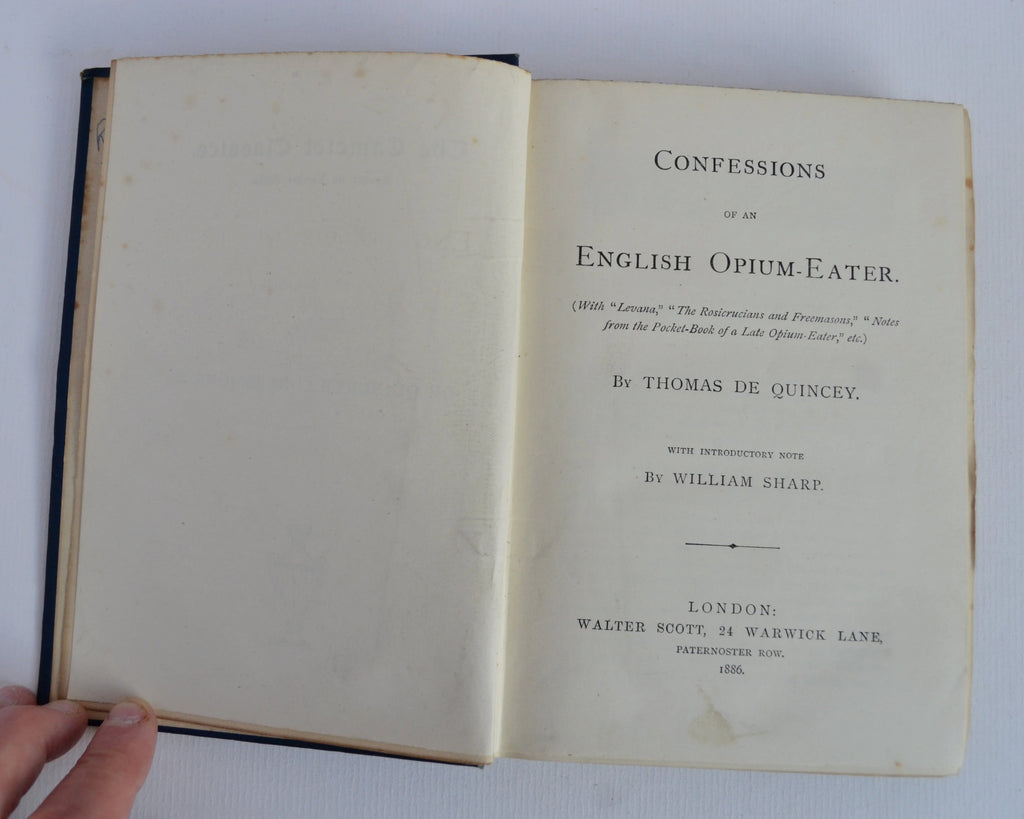 CONFESSIONS
OF AN
ENGLISH OPIUM-EATER.
(With "Levana," "The Rosicrucians and Freemasons," "Notes
from the Pocket-Book of a Late Opium-Eater," etc.)
BY THOMAS DE QUINCEY.
WITH INTRODUCTORY NOTE
BY WILLIAM SHARP.
LONDON:
WALTER SCOTT, 24 WARWICK LANE,
PATERNOSTER ROW.
1886.